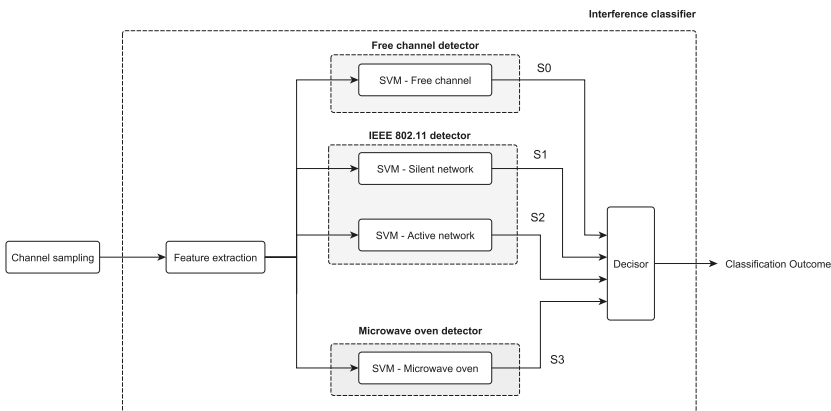 Interference classifier
Free channel detector
SVM - Free channel
S0
IEEE 802.11 detector
SVM - Silent network
S1
SVM - Active network
S2
Channel sampling
Feature extraction
Decisor
Classification Outcome
Microwave oven detector
SVM - Microwave oven
S3